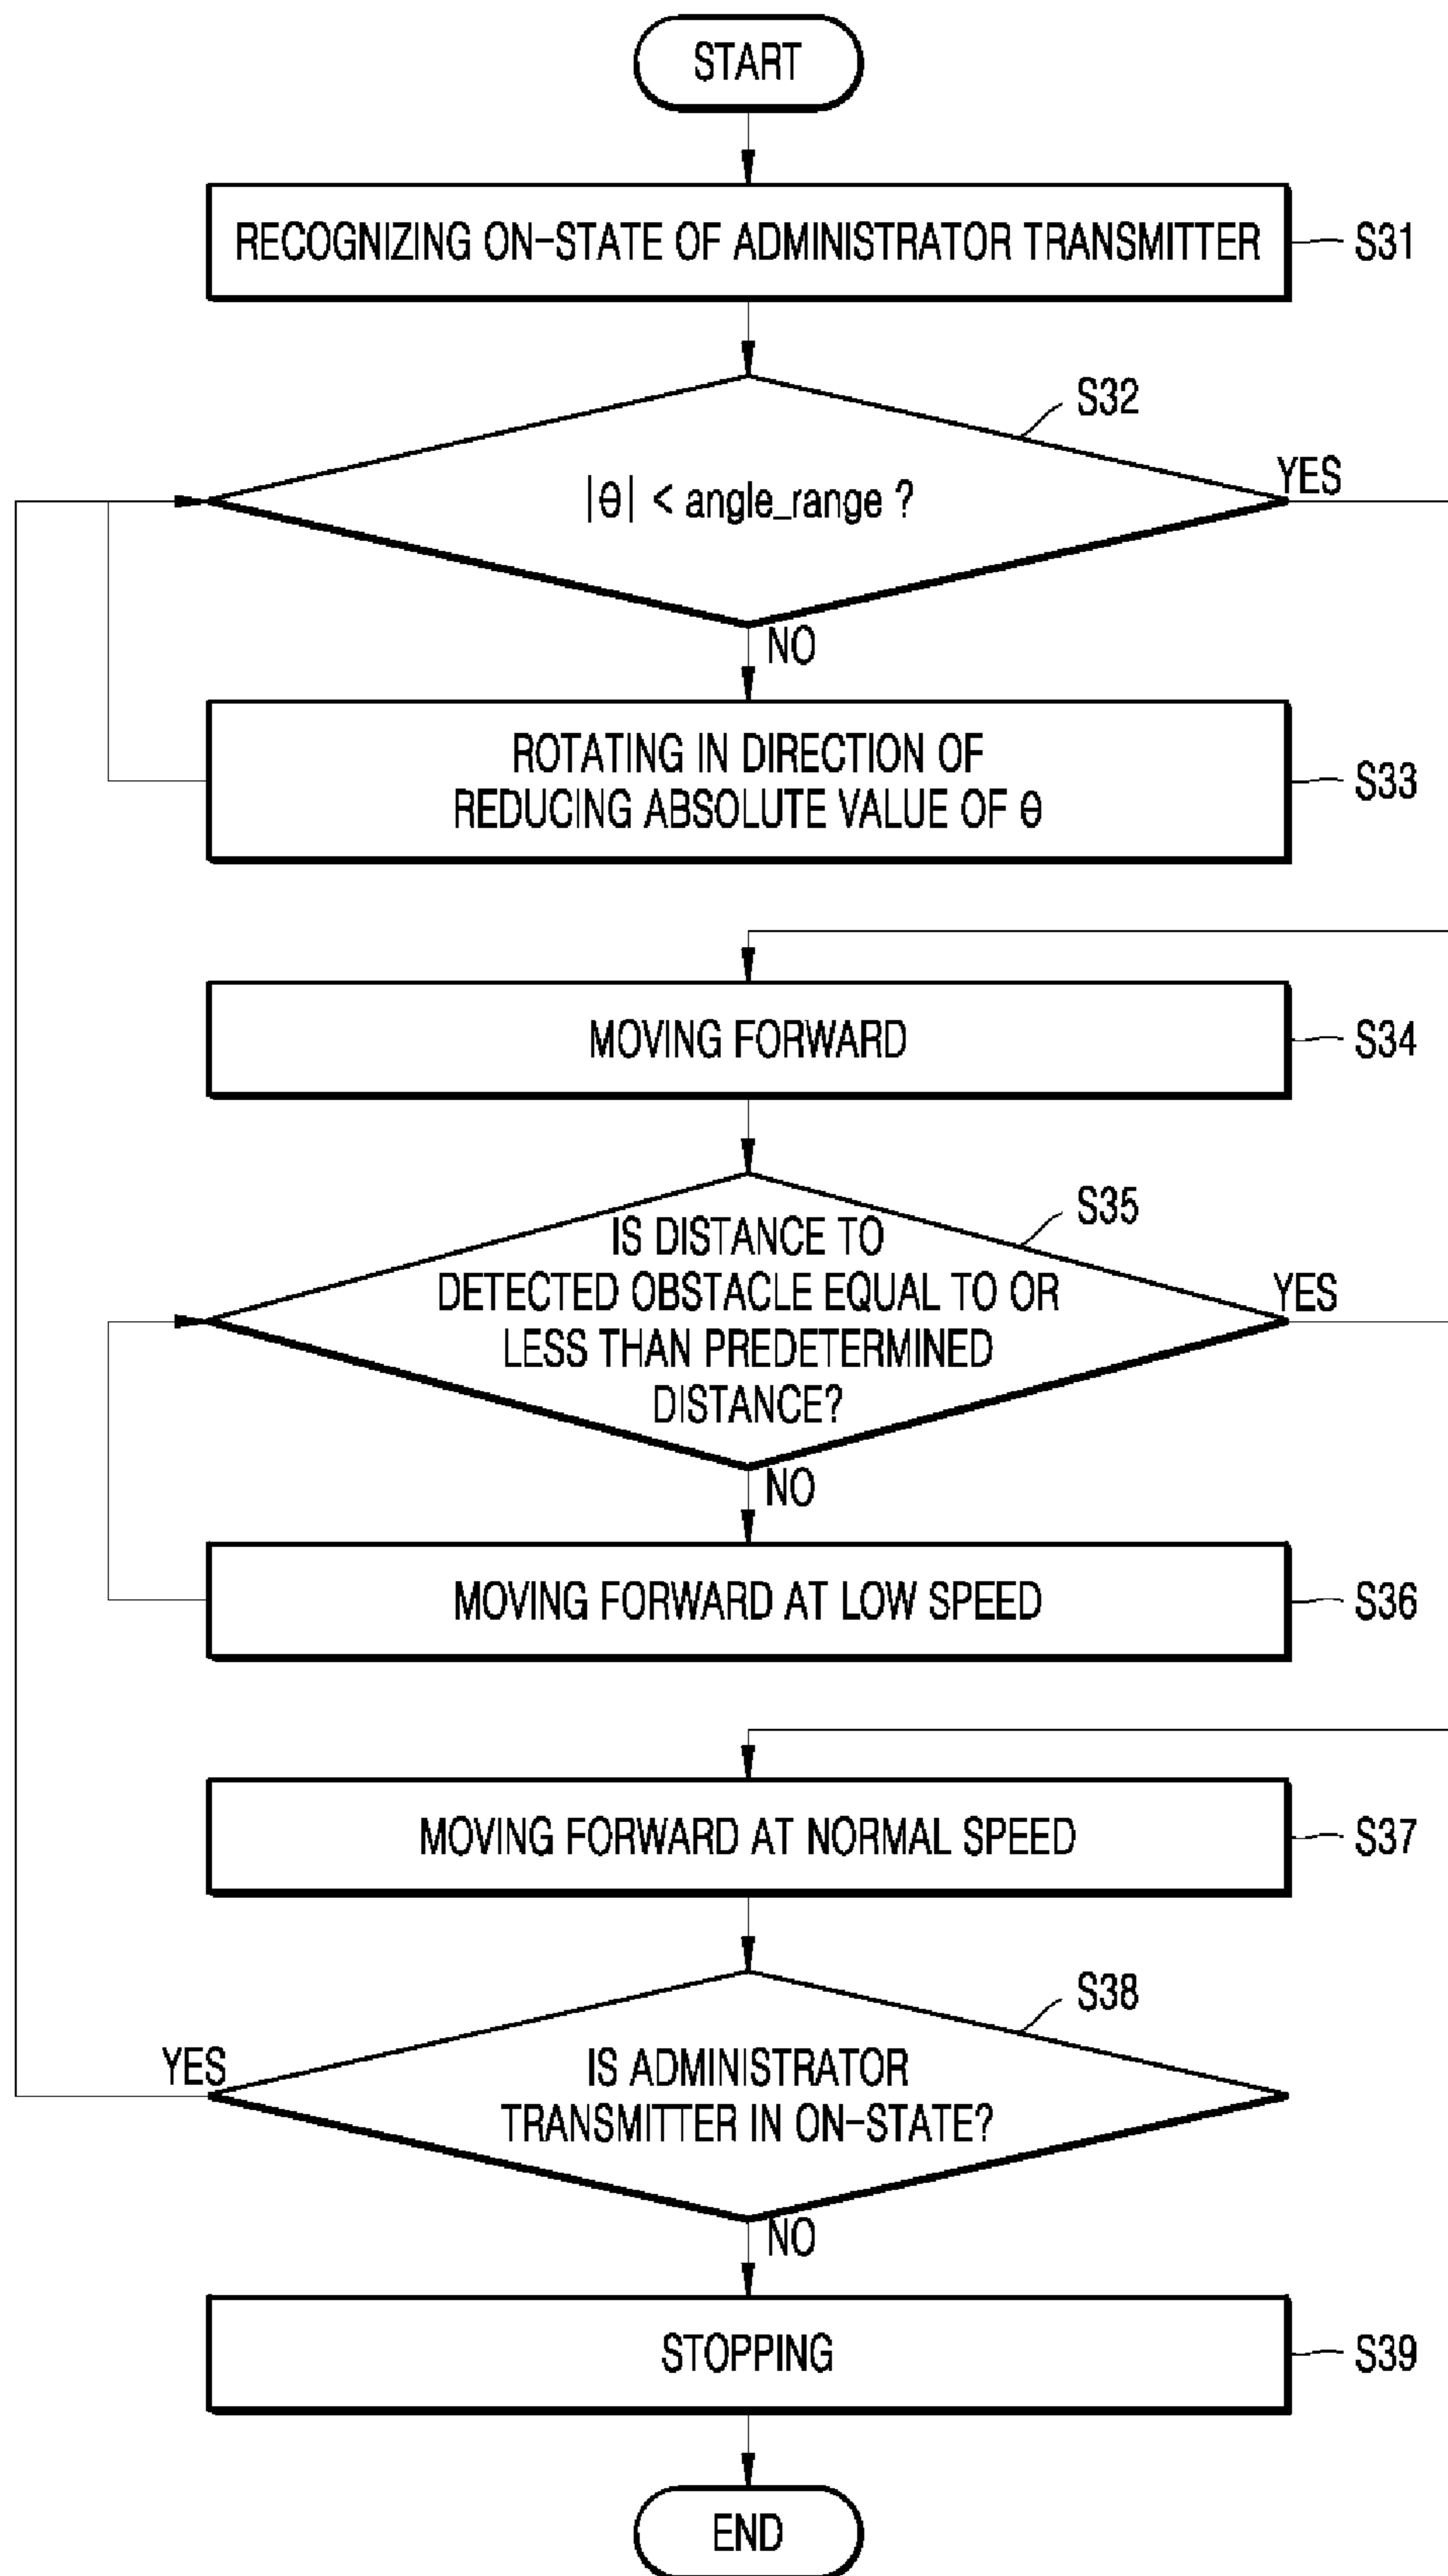 START
RECOGNIZING ON-STATE OF ADMINISTRATOR TRANSMITTER
S31
S32
|θ| < angle_range ?
YES
NO
ROTATING IN DIRECTION OF
REDUCING ABSOLUTE VALUE OF θ
S33
MOVING FORWARD
S34
S35
IS DISTANCE TO
DETECTED OBSTACLE EQUAL TO OR
LESS THAN PREDETERMINED
DISTANCE?
YES
NO
MOVING FORWARD AT LOW SPEED
S36
MOVING FORWARD AT NORMAL SPEED
S37
S38
YES
IS ADMINISTRATOR
TRANSMITTER IN ON-STATE?
NO
STOPPING
S39
END